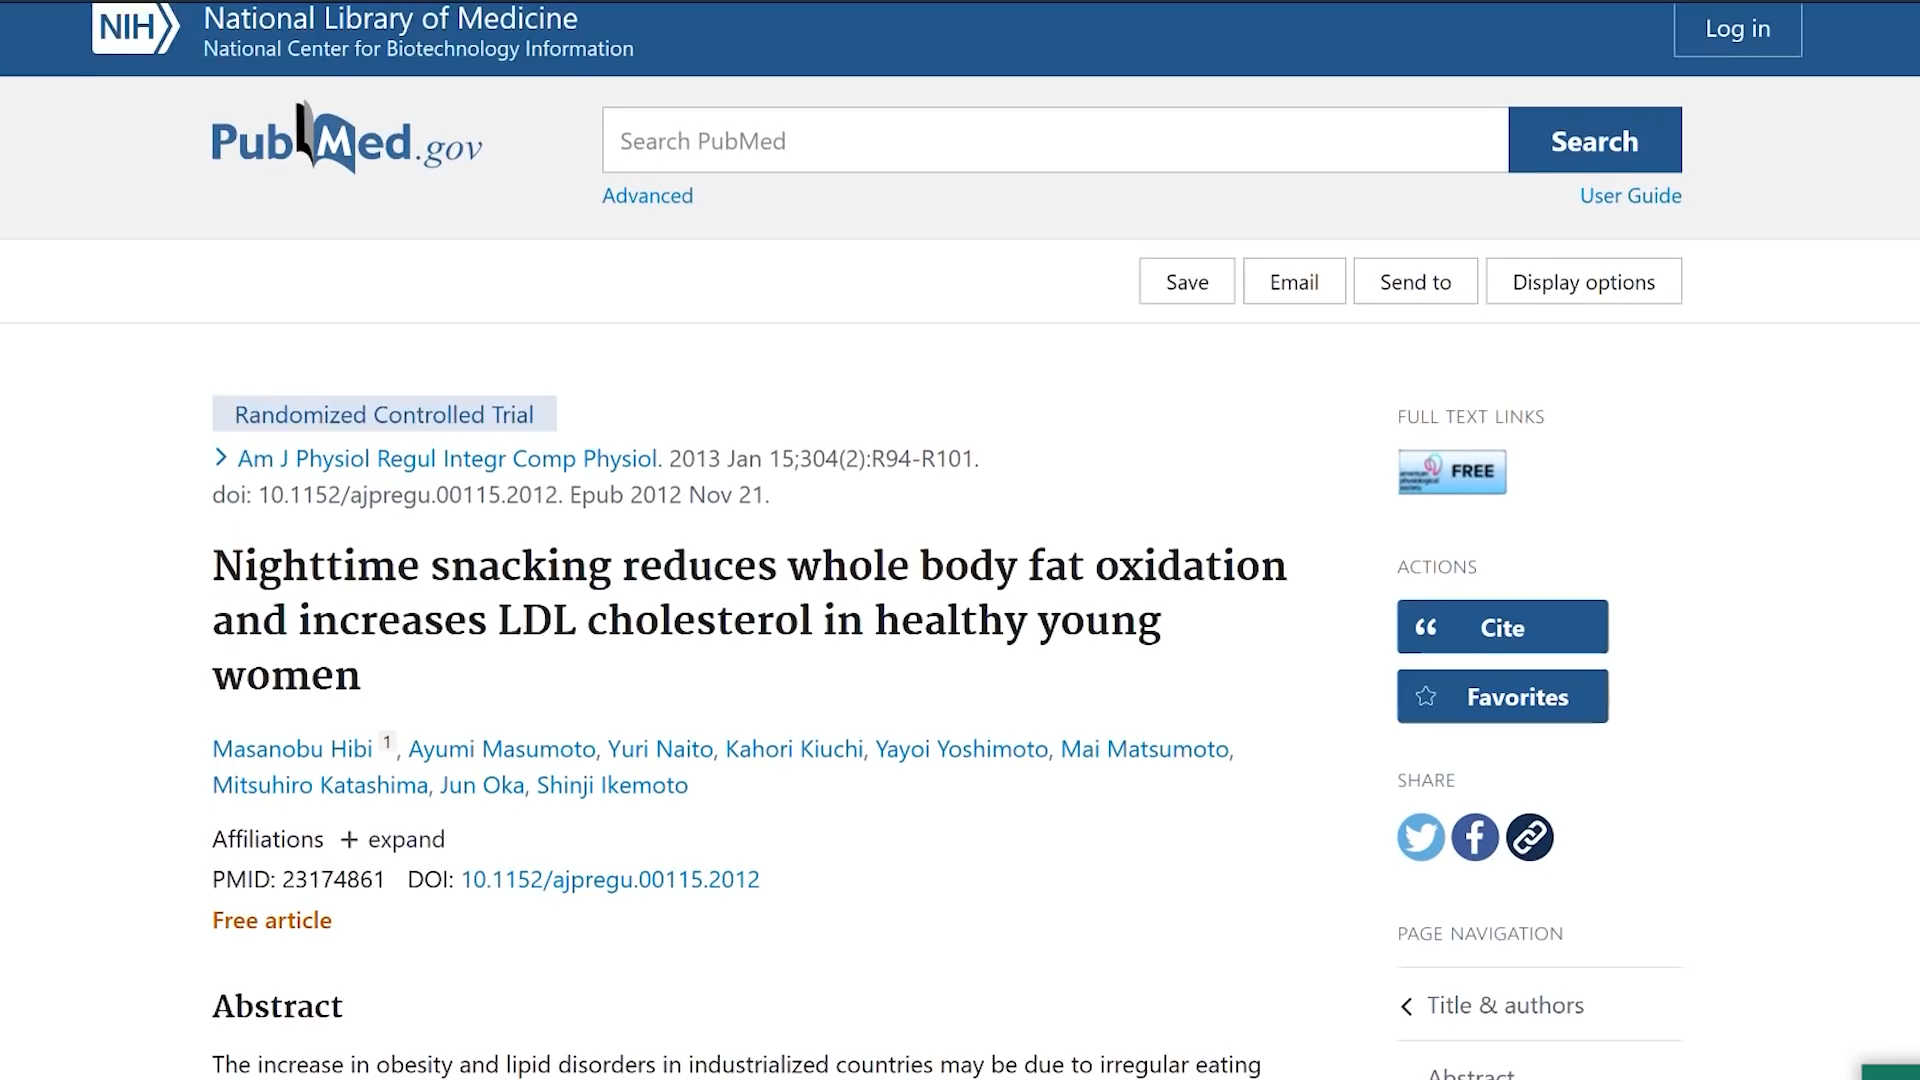 NIH
National Library of Medicine
National Center for Biotechnology Information
Log in
PubMed.gov
Search PubMed
Search
Advanced
User Guide
Save
Email
Send to
Display options
Randomized Controlled Trial
Am J Physiol Regul Integr Comp Physiol. 2013 Jan 15;304(2):R94-R101.
doi: 10.1152/ajpregu.00115.2012. Epub 2012 Nov 21.
Nighttime snacking reduces whole body fat oxidation
and increases LDL cholesterol in healthy young
women
Masanobu Hibi 1, Ayumi Masumoto, Yuri Naito, Kahori Kiuchi, Yayoi Yoshimoto, Mai Matsumoto,
Mitsuhiro Katashima, Jun Oka, Shinji Ikemoto
Affiliations + expand
PMID: 23174861 DOI: 10.1152/ajpregu.00115.2012
Free article
Abstract
The increase in obesity and lipid disorders in industrialized countries may be due to irregular eating
FULL TEXT LINKS
american
physiological
society
FREE
ACTIONS
Cite
Favorites
SHARE
PAGE NAVIGATION
Title & authors
Abstract